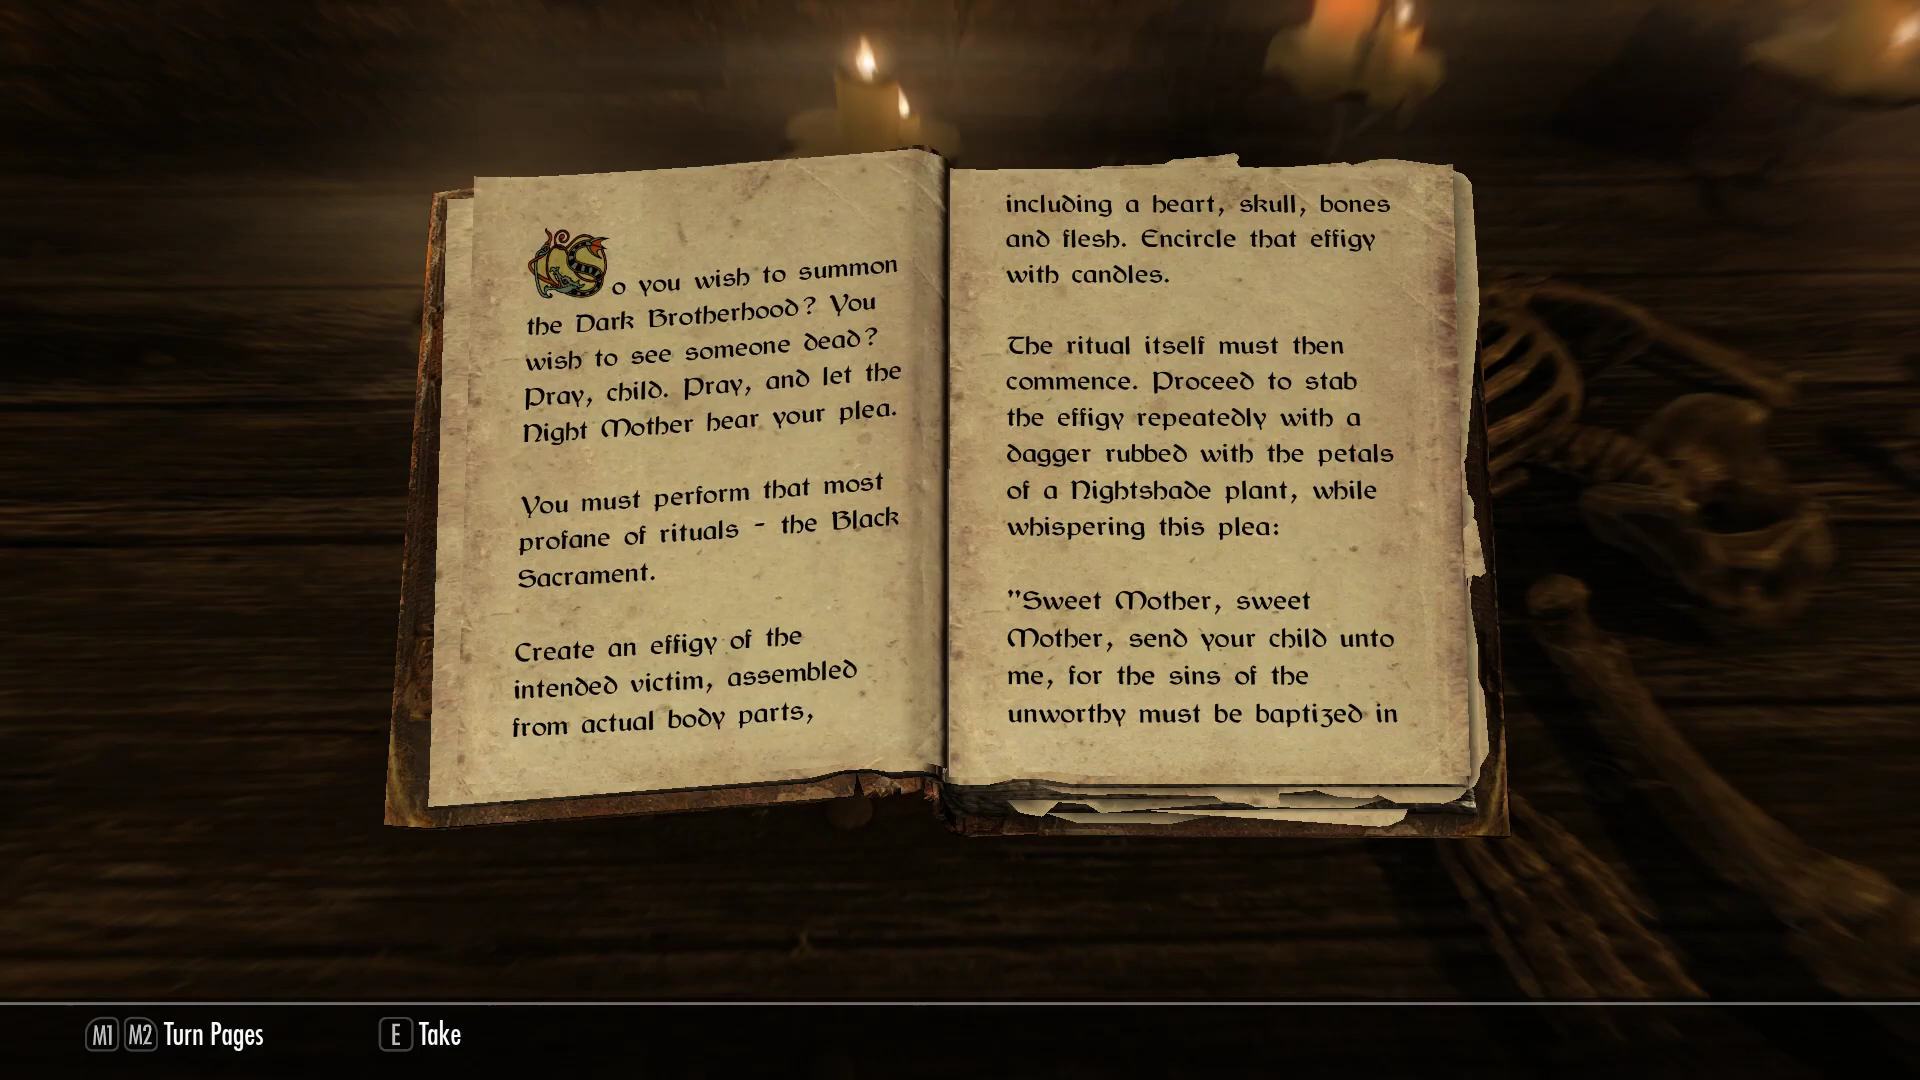 So you wish to summon
the Dark Brotherhood? You
wish to see someone dead?
Pray, child. Pray, and let the
Night Mother hear your plea.
You must perform that most
profane of rituals - the Black
Sacrament.
Create an effigy of the
intended victim, assembled
from actual body parts,
including a heart, skull, bones
and flesh. Encircle that effigy
with candles.
The ritual itself must then
commence. Proceed to stab
the effigy repeatedly with a
dagger rubbed with the petals
of a Nightshade plant, while
whispering this plea:
"Sweet Mother, sweet
Mother, send your child unto
me, for the sins of the
unworthy must be baptized in
M1 M2 Turn Pages
E Take